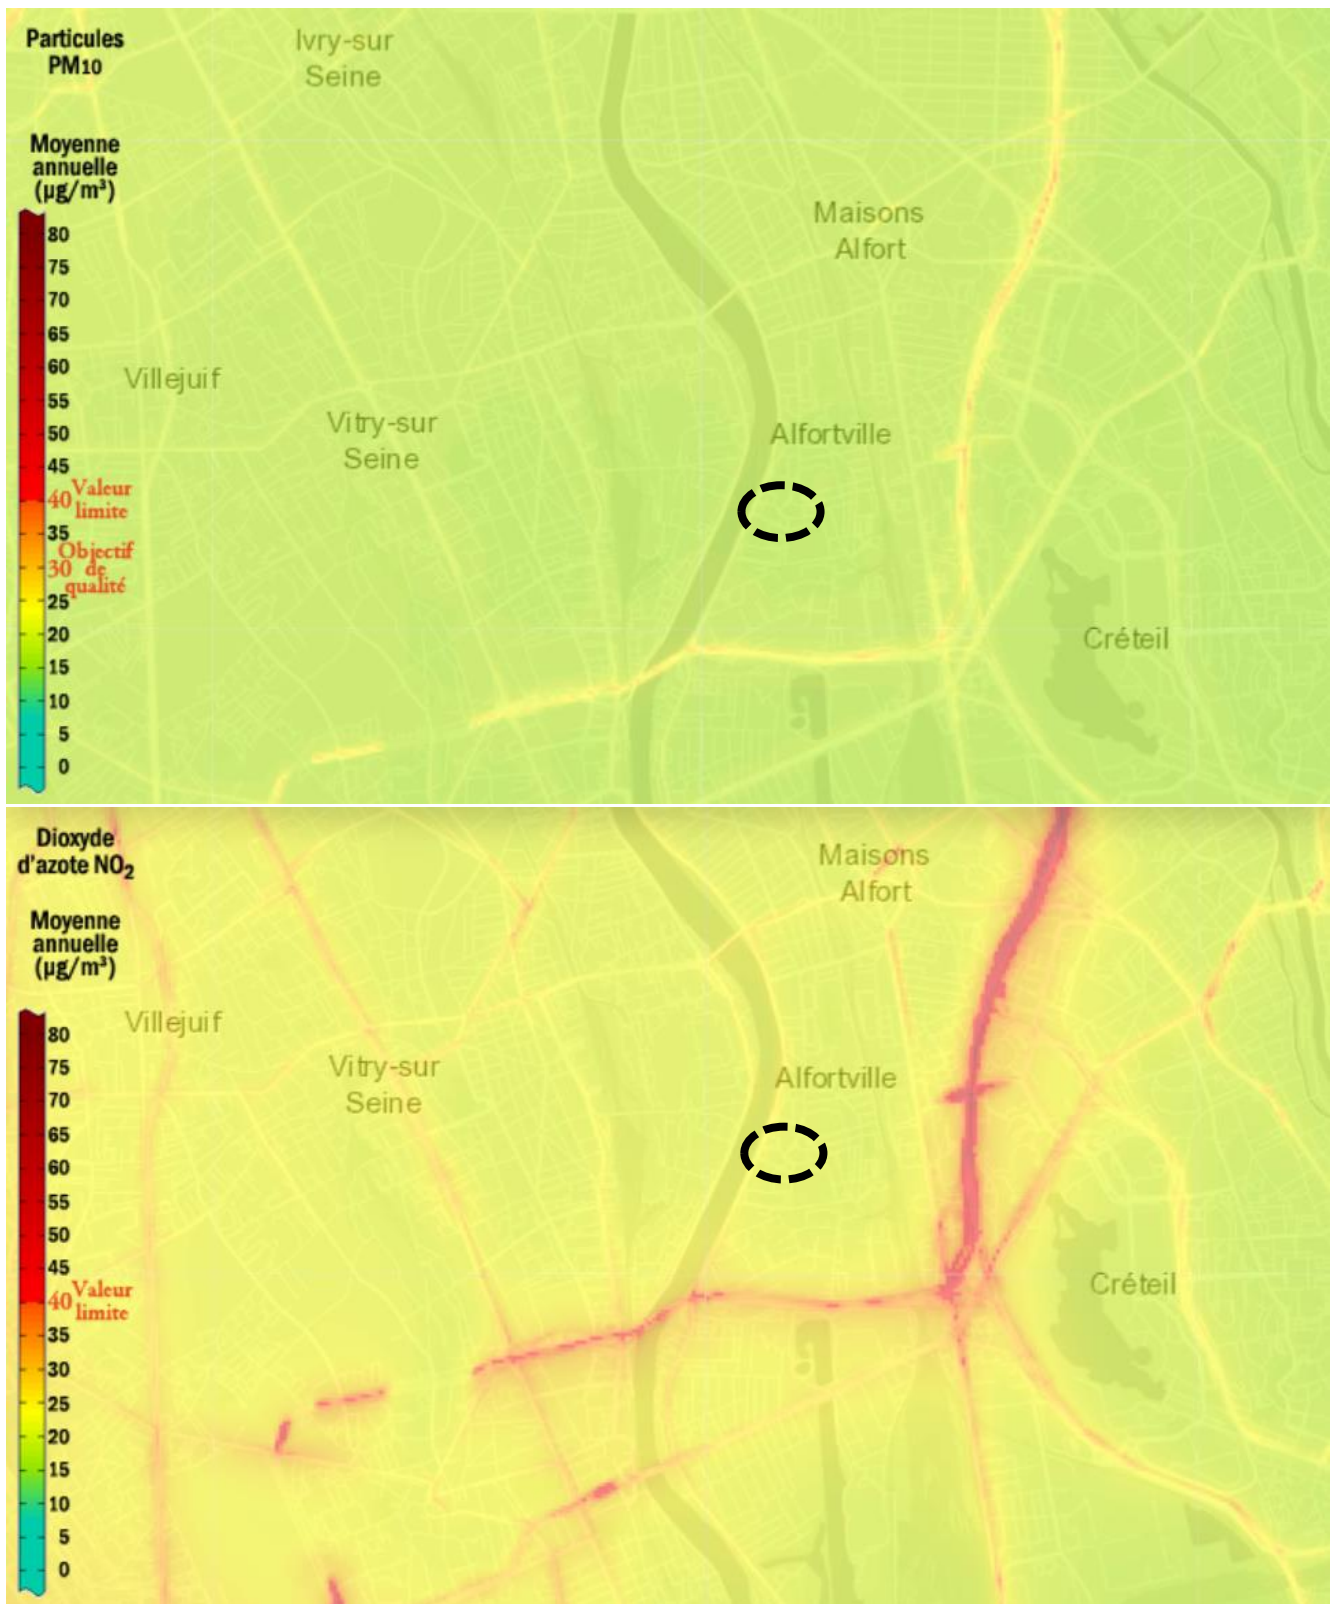 Particules
PM10
Moyenne
annuelle
(µg/m³)
80
75
70
65
60
55
50
45
40 Valeur
limite
35
Objectif
30 de
qualité
25
20
15
10
5
0
Ivry-sur
Seine
Maisons
Alfort
Villejuif
Vitry-sur
Seine
Alfortville
Créteil
Dioxyde
d'azote NO2
Moyenne
annuelle
(µg/m³)
80
75
70
65
60
55
50
45
40 Valeur
limite
35
30
25
20
15
10
5
0
Maisons
Alfort
Villejuif
Vitry-sur
Seine
Alfortville
Créteil